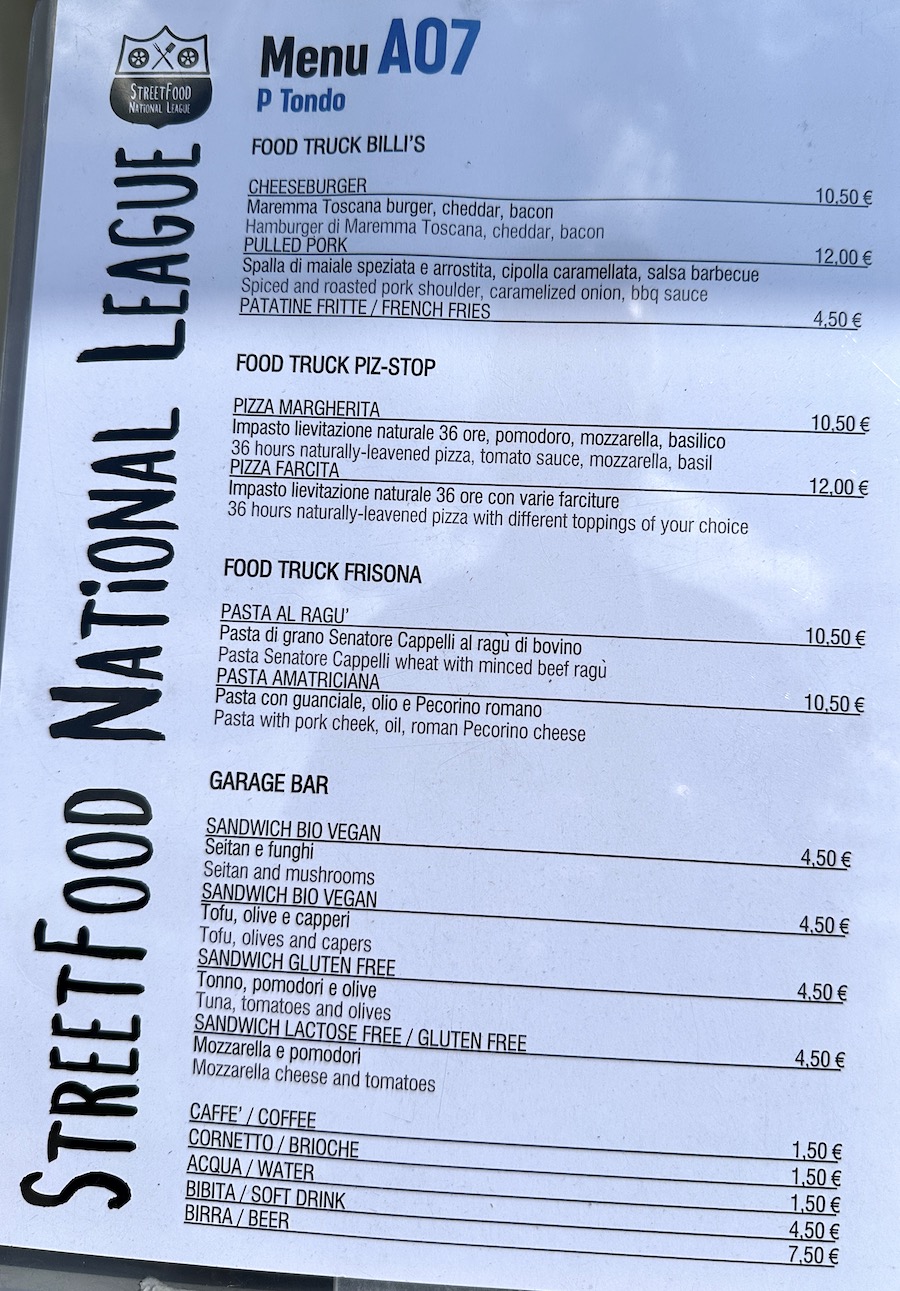 STREETFOOD
NATIONAL LEAGUE
STREETFOOD NATiONAL LEAGUE
Menu A07
P Tondo
FOOD TRUCK BILLI'S
CHEESEBURGER 10,50 €
Maremma Toscana burger, cheddar, bacon
Hamburger di Maremma Toscana, cheddar, bacon
PULLED PORK 12,00 €
Spalla di maiale speziata e arrostita, cipolla caramellata, salsa barbecue
Spiced and roasted pork shoulder, caramelized onion, bbq sauce
PATATINE FRITTE / FRENCH FRIES 4,50 €
FOOD TRUCK PIZ-STOP
PIZZA MARGHERITA 10,50 €
Impasto lievitazione naturale 36 ore, pomodoro, mozzarella, basilico
36 hours naturally-leavened pizza, tomato sauce, mozzarella, basil
PIZZA FARCITA 12,00 €
Impasto lievitazione naturale 36 ore con varie farciture
36 hours naturally-leavened pizza with different toppings of your choice
FOOD TRUCK FRISONA
PASTA AL RAGU' 10,50 €
Pasta di grano Senatore Cappelli al ragù di bovino
Pasta Senatore Cappelli wheat with minced beef ragù
PASTA AMATRICIANA 10,50 €
Pasta con guanciale, olio e Pecorino romano
Pasta with pork cheek, oil, roman Pecorino cheese
GARAGE BAR
SANDWICH BIO VEGAN 4,50 €
Seitan e funghi
Seitan and mushrooms
SANDWICH BIO VEGAN 4,50 €
Tofu, olive e capperi
Tofu, olives and capers
SANDWICH GLUTEN FREE 4,50 €
Tonno, pomodori e olive
Tuna, tomatoes and olives
SANDWICH LACTOSE FREE / GLUTEN FREE 4,50 €
Mozzarella e pomodori
Mozzarella cheese and tomatoes
CAFFE' / COFFEE 1,50 €
CORNETTO / BRIOCHE 1,50 €
ACQUA / WATER 1,50 €
BIBITA / SOFT DRINK 4,50 €
BIRRA / BEER 7,50 €